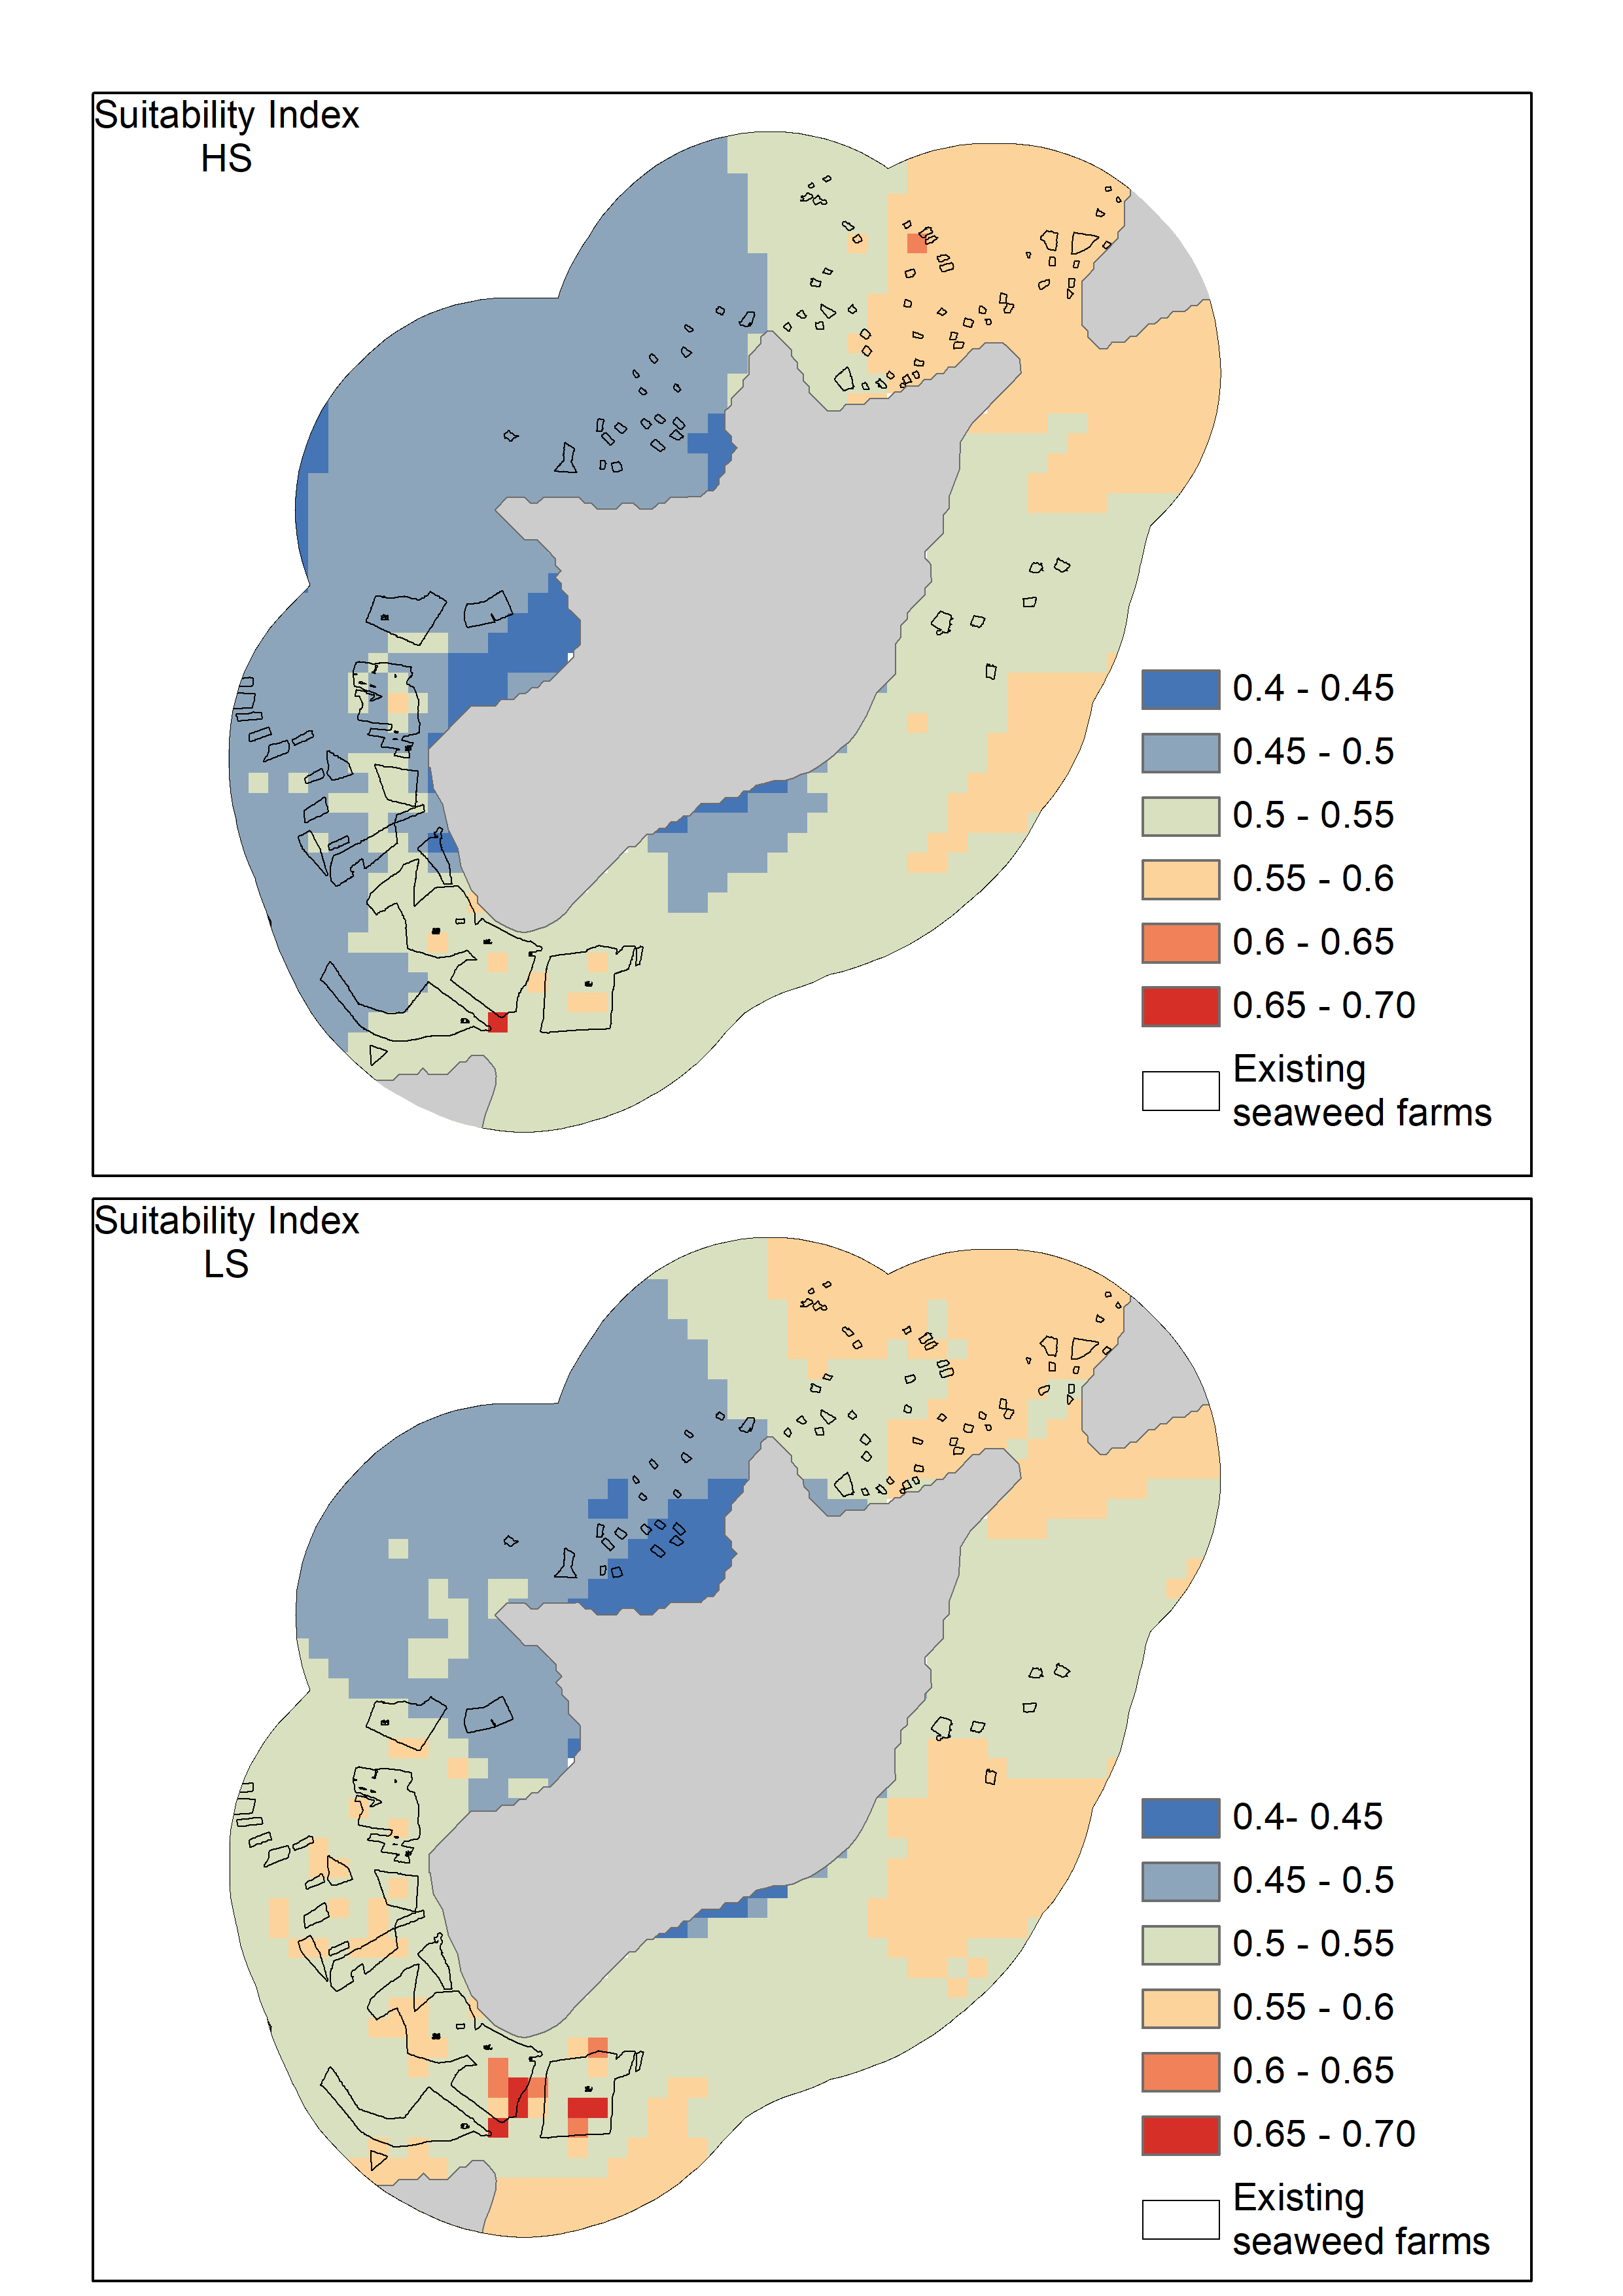 Suitability Index
HS
0.4 - 0.45
0.45 - 0.5
0.5 - 0.55
0.55 - 0.6
0.6 - 0.65
0.65 - 0.70
Existing
seaweed farms
Suitability Index
LS
0.4- 0.45
0.45 - 0.5
0.5 - 0.55
0.55 - 0.6
0.6 - 0.65
0.65 - 0.70
Existing
seaweed farms